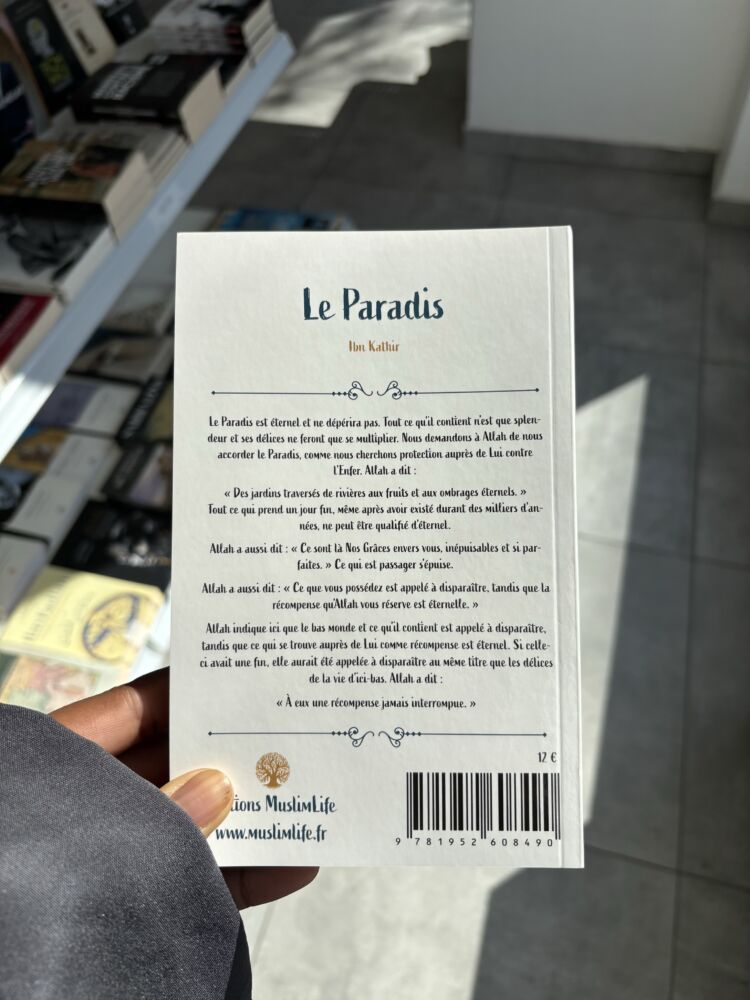 Le Paradis
Ibn Kathir
Le Paradis est éternel et ne dépérira pas. Tout ce qu'il contient n'est que splen-
deur et ses délices ne feront que se multiplier. Nous demandons à Allah de nous
accorder le Paradis, comme nous cherchons protection auprès de Lui contre
l'Enfer. Allah a dit :
« Des jardins traversés de rivières aux fruits et aux ombrages éternels. »
Tout ce qui prend un jour fin, même après avoir existé durant des milliers d'an-
nées, ne peut être qualifié d'éternel.
Allah a aussi dit : « Ce sont là Nos Grâces envers vous, inépuisables et si par-
faites. » Ce qui est passager s'épuise.
Allah a aussi dit : « Ce que vous possédez est appelé à disparaître, tandis que la
récompense qu'Allah vous réserve est éternelle. »
Allah indique ici que le bas monde et ce qu'il contient est appelé à disparaître,
tandis que ce qui se trouve auprès de Lui comme récompense est éternel. Si celle-
ci avait une fin, elle aurait été appelée à disparaître au même titre que les délices
de la vie d'ici-bas. Allah a dit :
« À eux une récompense jamais interrompue. »
12 €
tions MuslimLife
www.muslimlife.fr
9 781952 608490